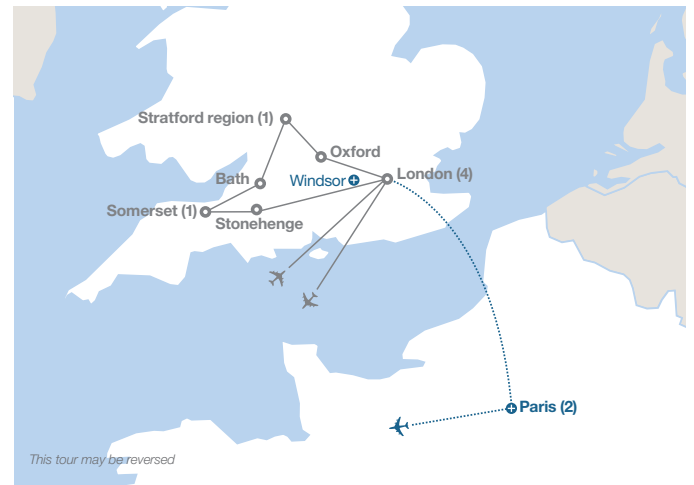 Stratford region (1)
Oxford
London (4)
Bath
Windsor
Somerset (1)
Stonehenge
Paris (2)
This tour may be reversed